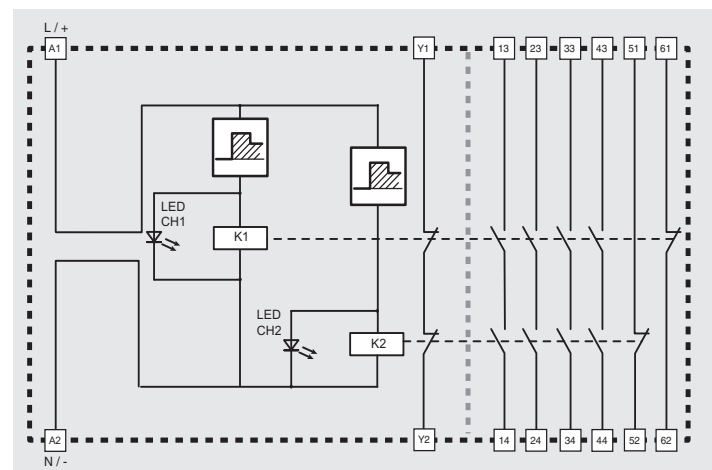 L / +
A1 Y1 13 23 33 43 51 61
LED
CH1
K1
LED
CH2
K2
A2 Y2 14 24 34 44 52 62
N / -